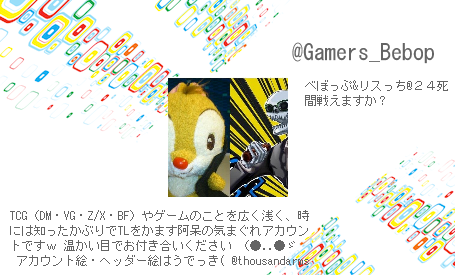 @Gamers_Bebop
べぼっぷ&リスっち@２４死
間戦えますか？
TCG（DM・VG・Z/X・BF）やゲームのことを広く浅く、時
には知ったかぶりでTLをかます阿呆の気まぐれアカウン
トですｗ 温かい目でお付き合いください （●．．●
アカウント絵・ヘッダー絵はうでっき( @thousandarms